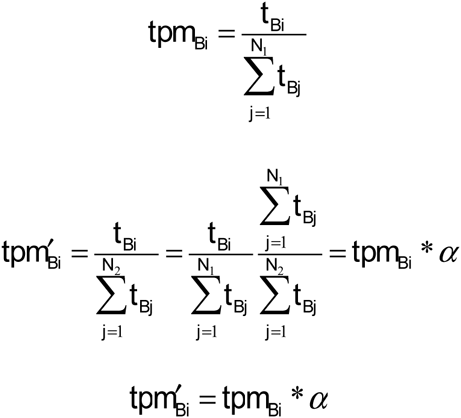 tpm_{Bi} = \frac{t_{Bi}}{\sum_{j=1}^{N_1} t_{Bj}}
tpm'_{Bi} = \frac{t_{Bi}}{\sum_{j=1}^{N_2} t_{Bj}} = \frac{t_{Bi}}{\sum_{j=1}^{N_1} t_{Bj}} \frac{\sum_{j=1}^{N_1} t_{Bj}}{\sum_{j=1}^{N_2} t_{Bj}} = tpm_{Bi} * α
tpm'_{Bi} = tpm_{Bi} * α